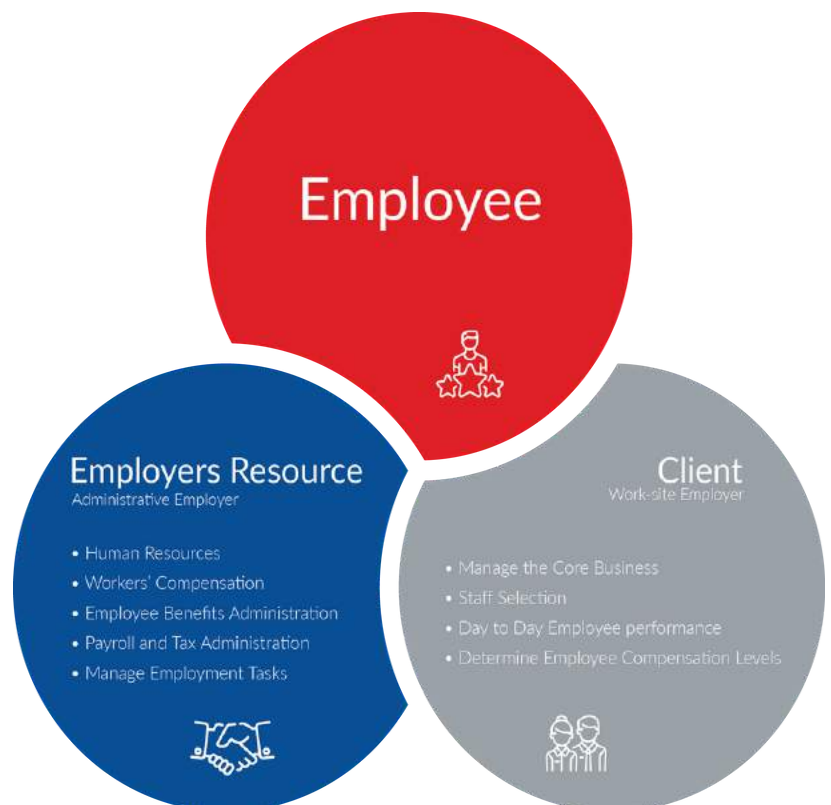 Employee
Employers Resource
Administrative Employer
• Human Resources
• Workers' Compensation
• Employee Benefits Administration
• Payroll and Tax Administration
• Manage Employment Tasks
Client
Work-site Employer
• Manage the Core Business
• Staff Selection
• Day to Day Employee performance
• Determine Employee Compensation Levels